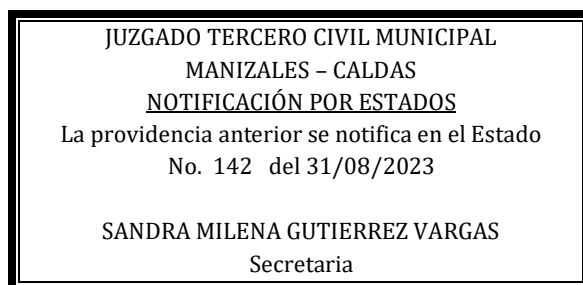 JUZGADO TERCERO CIVIL MUNICIPAL
MANIZALES – CALDAS
NOTIFICACIÓN POR ESTADOS
La providencia anterior se notifica en el Estado
No. 142 del 31/08/2023
SANDRA MILENA GUTIERREZ VARGAS
Secretaria